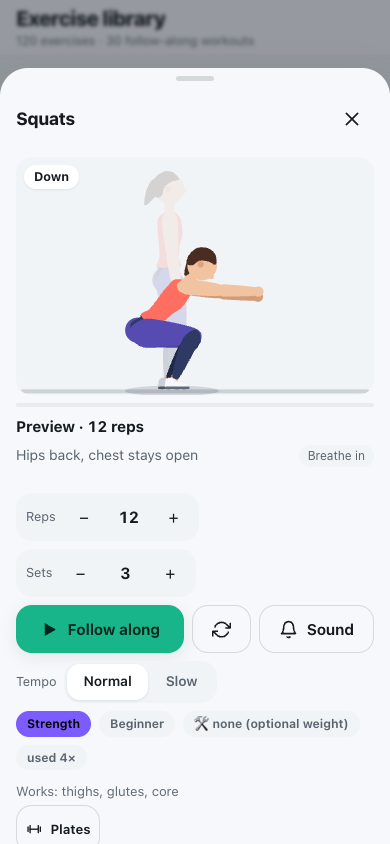 Exercise library
120 exercises · 30 follow-along workouts
Squats
Down
Preview · 12 reps
Hips back, chest stays open
Breathe in
Reps − 12 +
Sets − 3 +
Follow along
Sound
Tempo Normal Slow
Strength Beginner 🛠 none (optional weight)
used 4×
Works: thighs, glutes, core
Plates